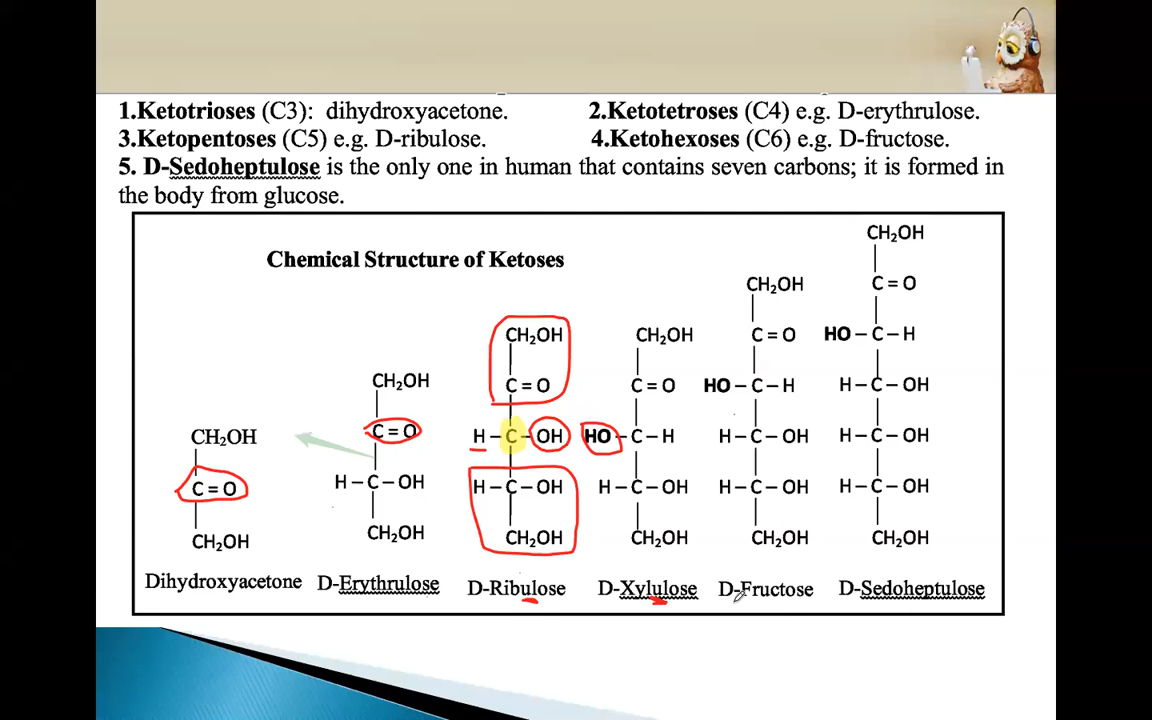 1.Ketotrioses (C3): dihydroxyacetone. 2.Ketotetroses (C4) e.g. D-erythrulose.
3.Ketopentoses (C5) e.g. D-ribulose. 4.Ketohexoses (C6) e.g. D-fructose.
5. D-Sedoheptulose is the only one in human that contains seven carbons; it is formed in
the body from glucose.
Chemical Structure of Ketoses
CH₂OH
C = O
CH₂OH
Dihydroxyacetone
CH₂OH
C = O
H – C – OH
CH₂OH
D-Erythrulose
CH₂OH
C = O
H – C – OH
H – C – OH
CH₂OH
D-Ribulose
CH₂OH
C = O
HO – C – H
H – C – OH
CH₂OH
D-Xylulose
CH₂OH
C = O
HO – C – H
H – C – OH
H – C – OH
CH₂OH
D-Fructose
CH₂OH
C = O
HO – C – H
H – C – OH
H – C – OH
H – C – OH
CH₂OH
D-Sedoheptulose